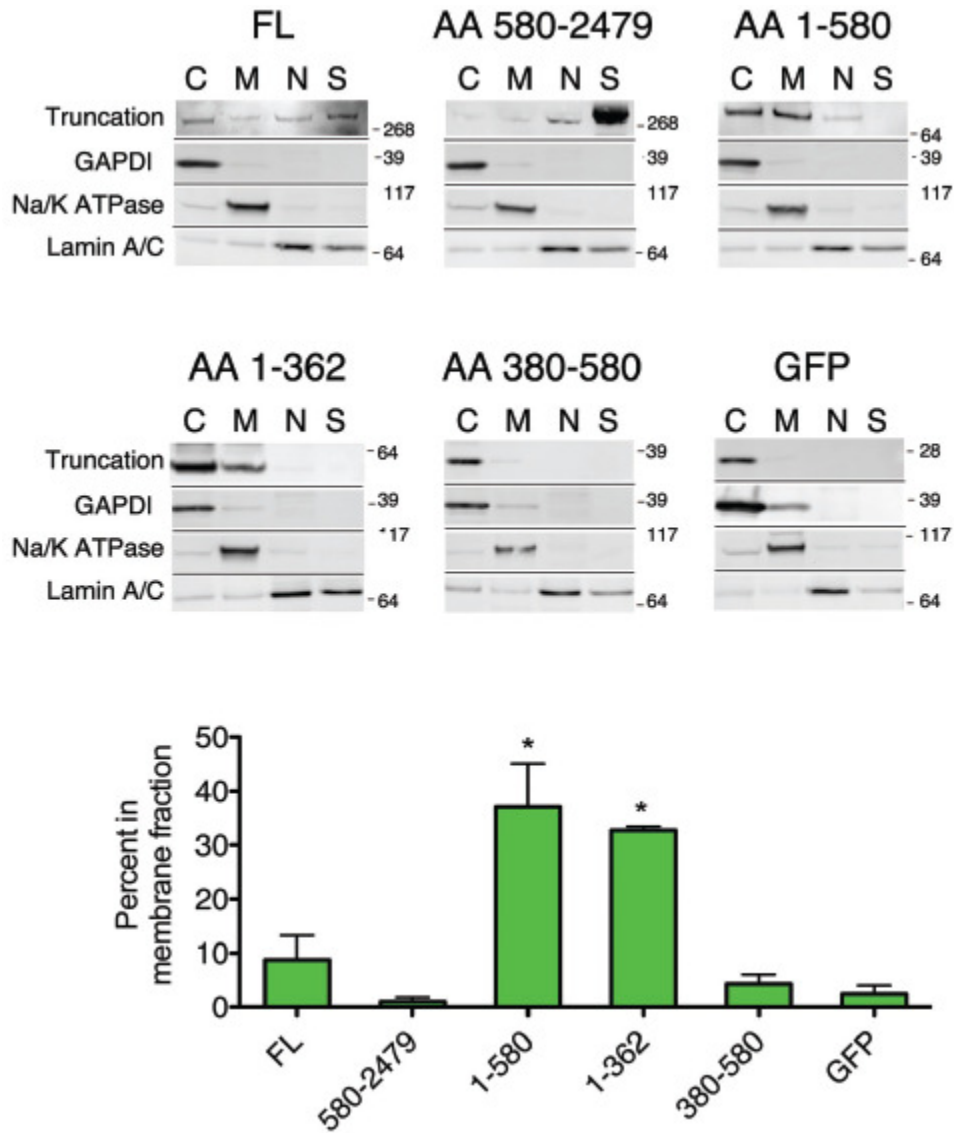 FL AA 580-2479 AA 1-580
C M N S C M N S C M N S
Truncation -268 -268 -64
GAPDI -39 -39 -39
Na/K ATPase 117 117 117
Lamin A/C -64 -64 -64
AA 1-362 AA 380-580 GFP
C M N S C M N S C M N S
Truncation -64 -39 -28
GAPDI -39 -39 -39
Na/K ATPase '17 117 -117
Lamin A/C -64 -64 -64
Percent in
membrane fraction
50
40
30
20
10
0
* *
FL 580-2479 1-580 1-362 380-580 GFP